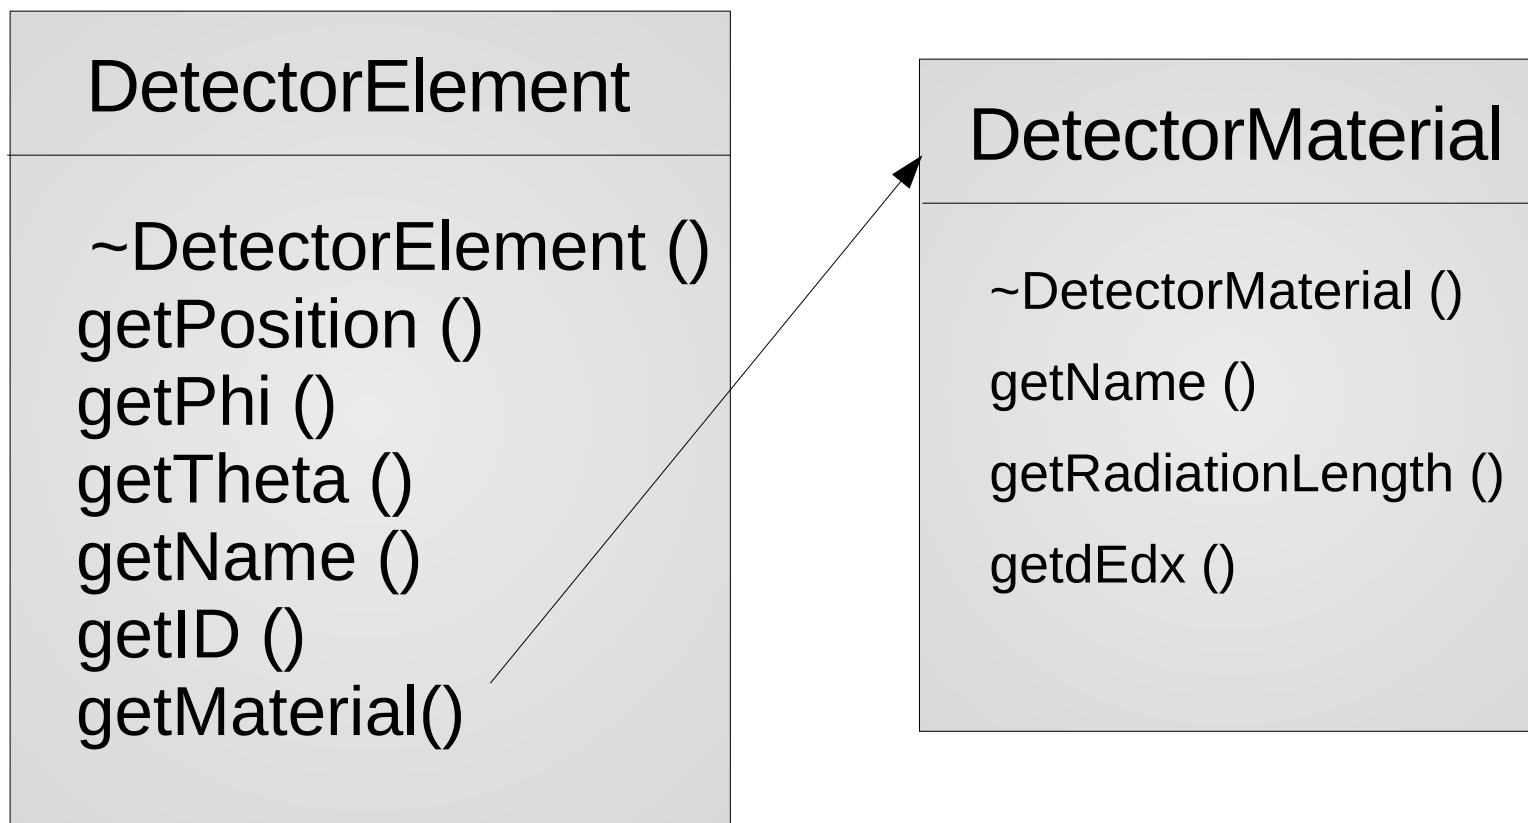 DetectorElement
~DetectorElement ()
getPosition ()
getPhi ()
getTheta ()
getName ()
getID ()
getMaterial()
DetectorMaterial
~DetectorMaterial ()
getName ()
getRadiationLength ()
getdEdx ()